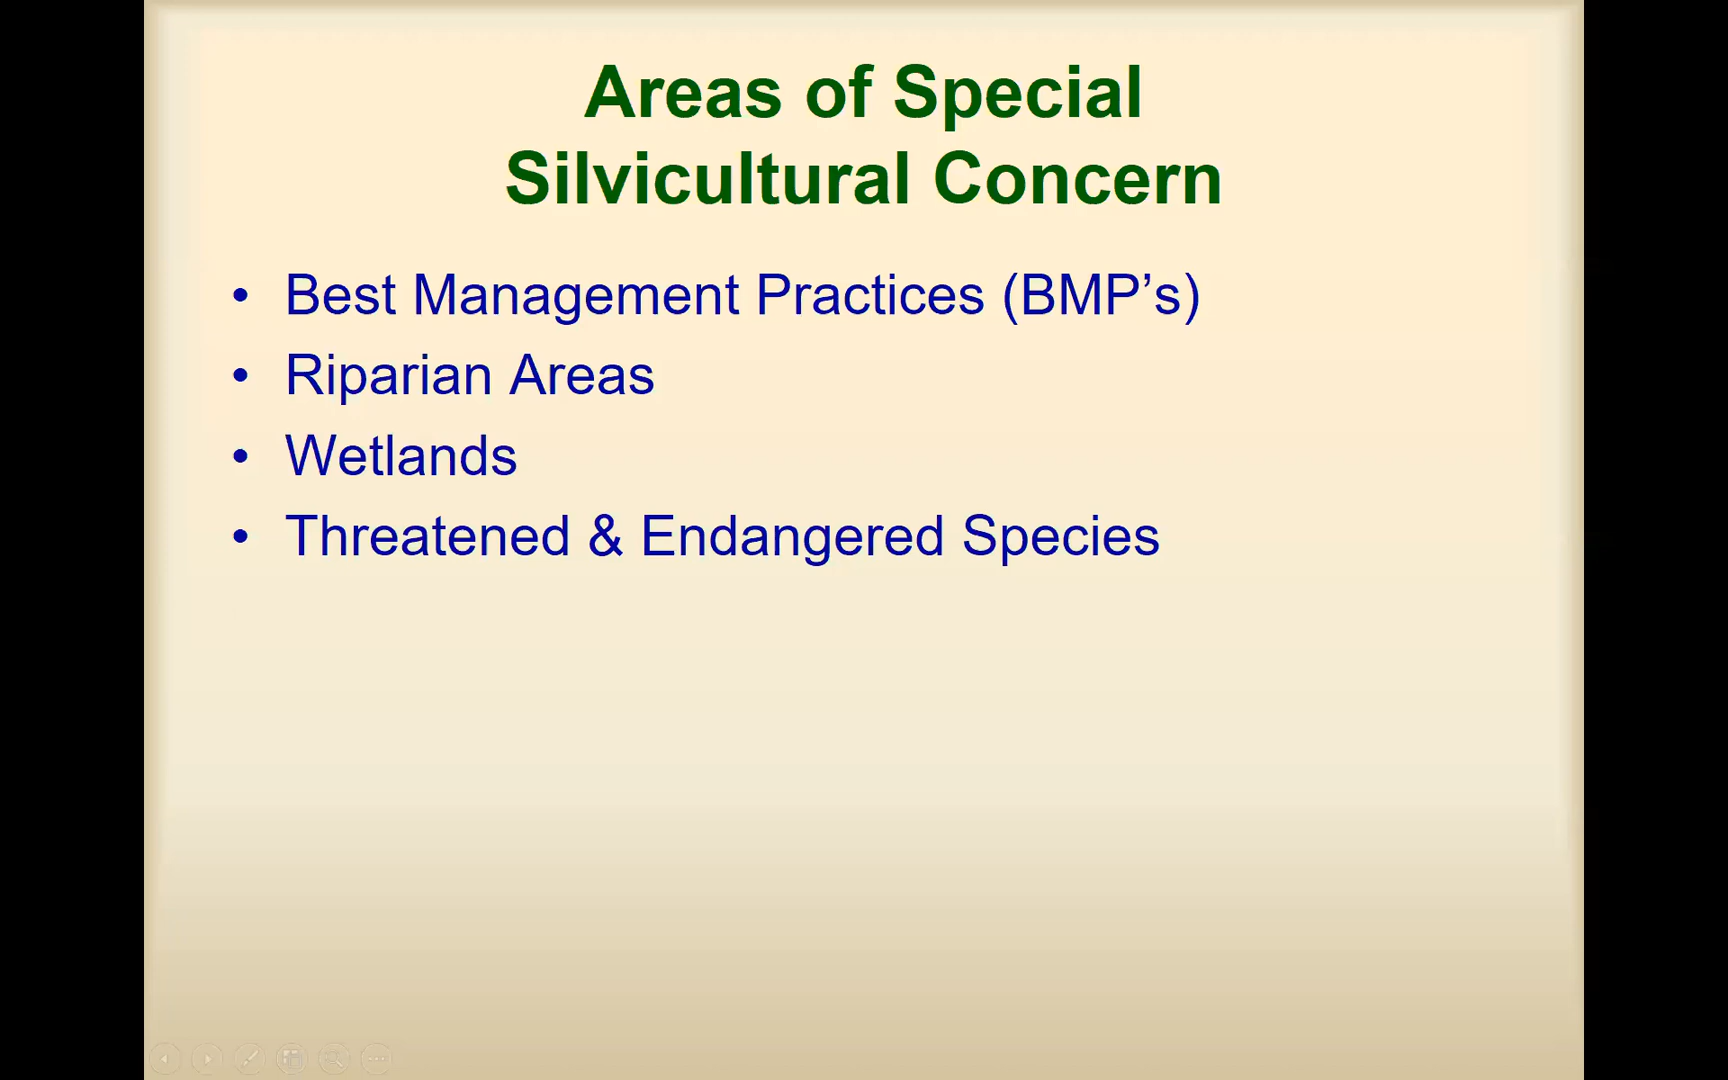 Areas of Special
Silvicultural Concern
• Best Management Practices (BMP’s)
• Riparian Areas
• Wetlands
• Threatened & Endangered Species